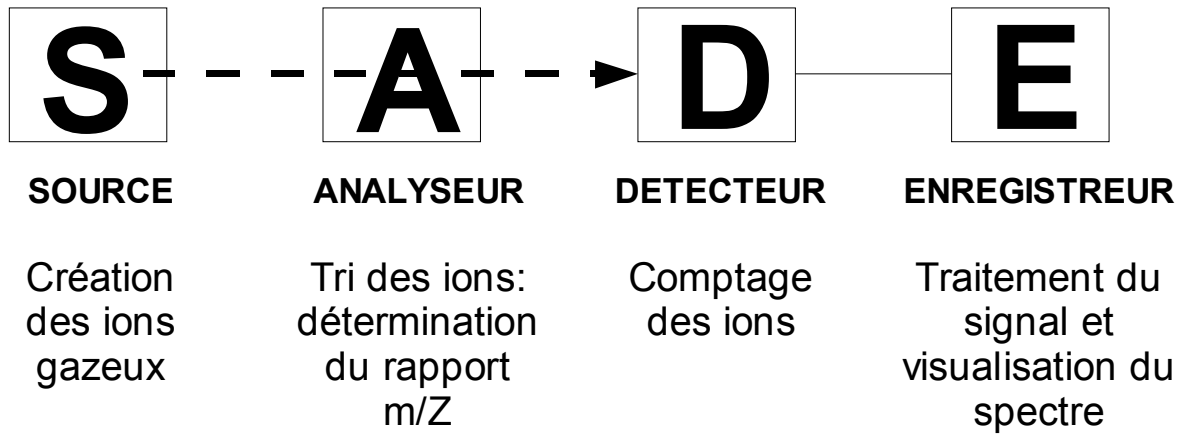 S A D E
SOURCE ANALYSEUR DETECTEUR ENREGISTREUR
Création
des ions
gazeux
Tri des ions:
détermination
du rapport
m/Z
Comptage
des ions
Traitement du
signal et
visualisation du
spectre